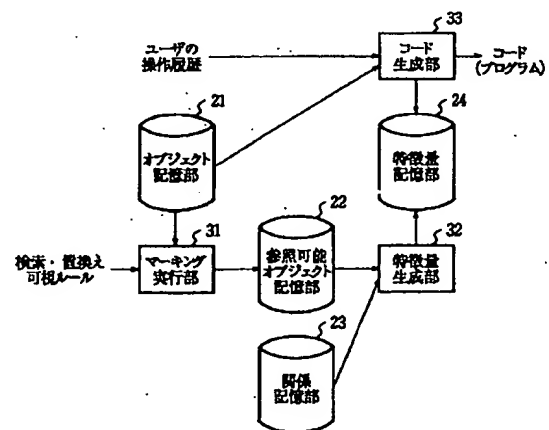 33
ユーザの
操作履歴
コード
生成部
コード
(プログラム)
21
24
オブジェクト
記憶部
特徴量
記憶部
22
31
32
検索・置換え
可視ルール
マーキング
実行部
参照可能
オブジェクト
記憶部
特徴量
生成部
23
関係
記憶部